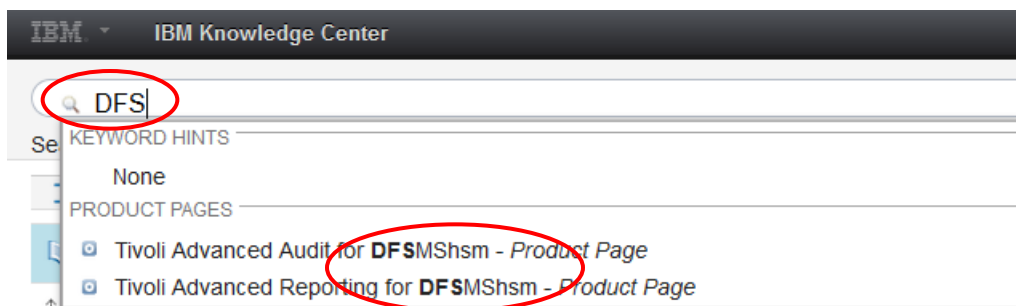 IBM. IBM Knowledge Center
DFS
Se
KEYWORD HINTS
None
PRODUCT PAGES
Tivoli Advanced Audit for DFSMShsm - Product Page
Tivoli Advanced Reporting for DFSMShsm - Product Page